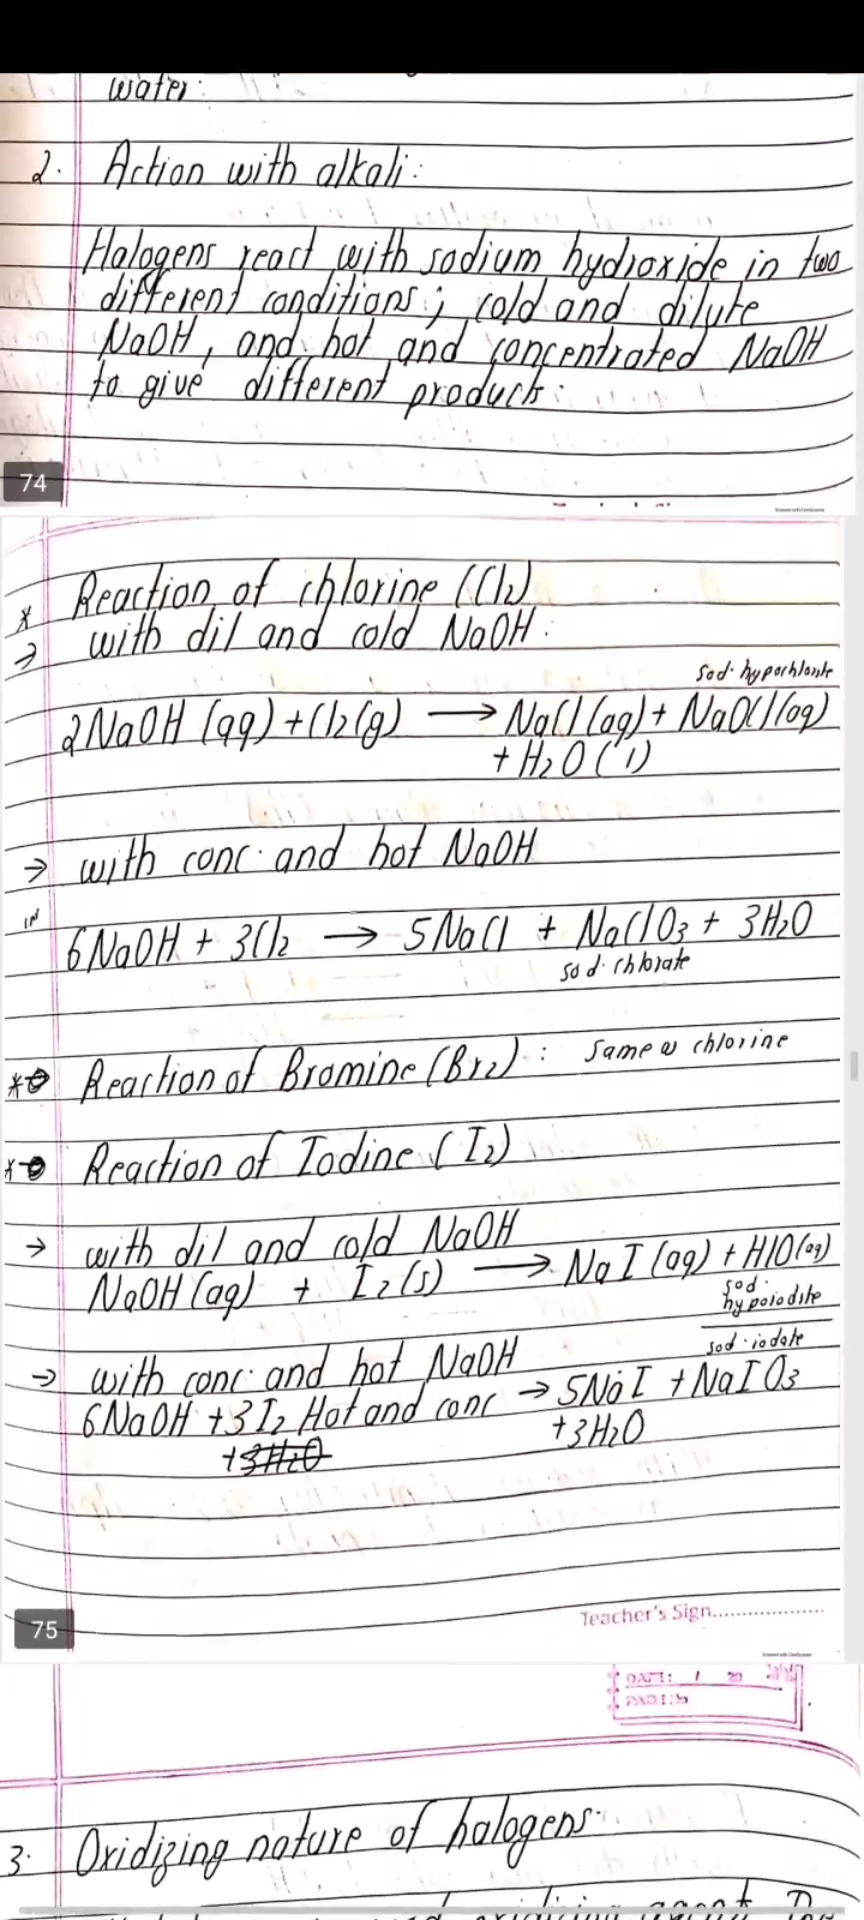 water:
2. Action with alkali:
Halogens react with sodium hydroxide in two
different conditions; cold and dilute
NaOH, and hot and concentrated NaOH
to give different products:
74
* Reaction of chlorine (Cl2)
→ with dil and cold NaOH:
sod. hypochlorite
2NaOH (aq) + Cl2(g) → NaCl(aq) + NaOCl(aq)
+ H2O(l)
→ with conc. and hot NaOH
6NaOH + 3Cl2 → 5NaCl + NaClO3 + 3H2O
sod. chlorate
* Reaction of Bromine (Br2): same as chlorine
* Reaction of Iodine (I2)
→ with dil and cold NaOH
NaOH(aq) + I2(s) → NaI(aq) + HIO(aq)
sod.
hypoiodite
sod. iodate
→ with conc. and hot NaOH
6NaOH + 3I2 Hot and conc → 5NaI + NaIO3
+3H2O
+3H2O
Teacher's Sign....................
75
DATE: / 20
3. Oxidizing nature of halogens.
oxidizing agent. The